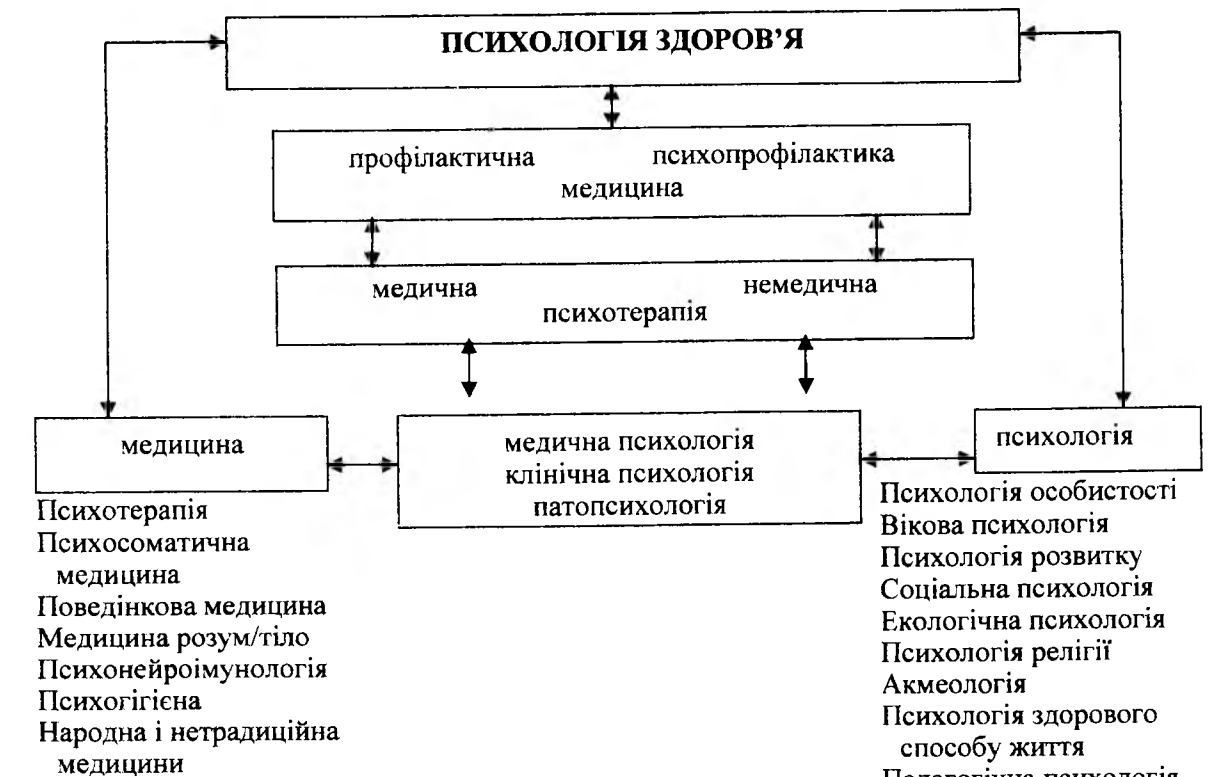 ПСИХОЛОГІЯ ЗДОРОВ’Я
профілактична психопрофілактика
медицина
медична немедична
психотерапія
медицина
медична психологія
клінічна психологія
патопсихологія
психологія
Психотерапія
Психосоматична
медицина
Поведінкова медицина
Медицина розум/тіло
Психонейроімунологія
Психогігієна
Народна і нетрадиційна
медицини
Психологія особистості
Вікова психологія
Психологія розвитку
Соціальна психологія
Екологічна психологія
Психологія релігії
Акмеологія
Психологія здорового
способу життя
Педагогічна психологія